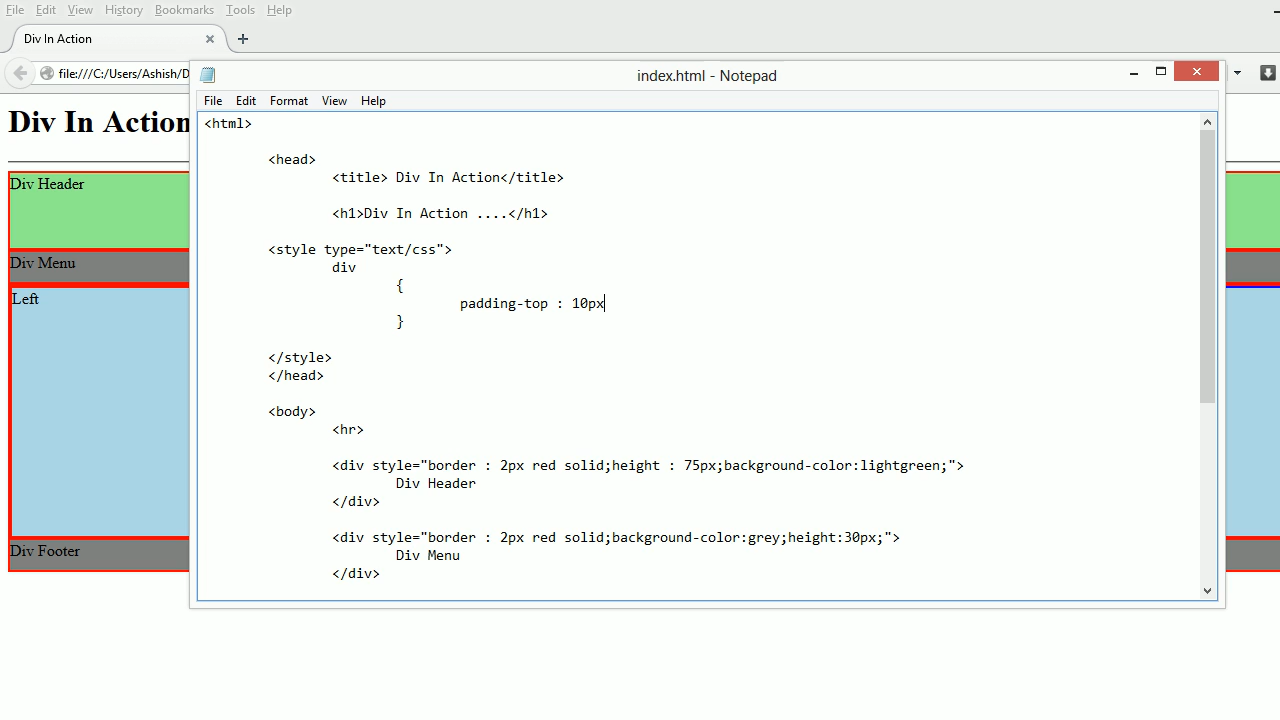 File Edit View History Bookmarks Tools Help
Div In Action
file:///C:/Users/Ashish/D
index.html - Notepad
File Edit Format View Help
Div In Action
Div Header
Div Menu
Left
Div Footer
<html>
<head>
<title> Div In Action</title>
<h1>Div In Action ....</h1>
<style type="text/css">
div
{
padding-top : 10px
}
</style>
</head>
<body>
<hr>
<div style="border : 2px red solid;height : 75px;background-color:lightgreen;">
Div Header
</div>
<div style="border : 2px red solid;background-color:grey;height:30px;">
Div Menu
</div>